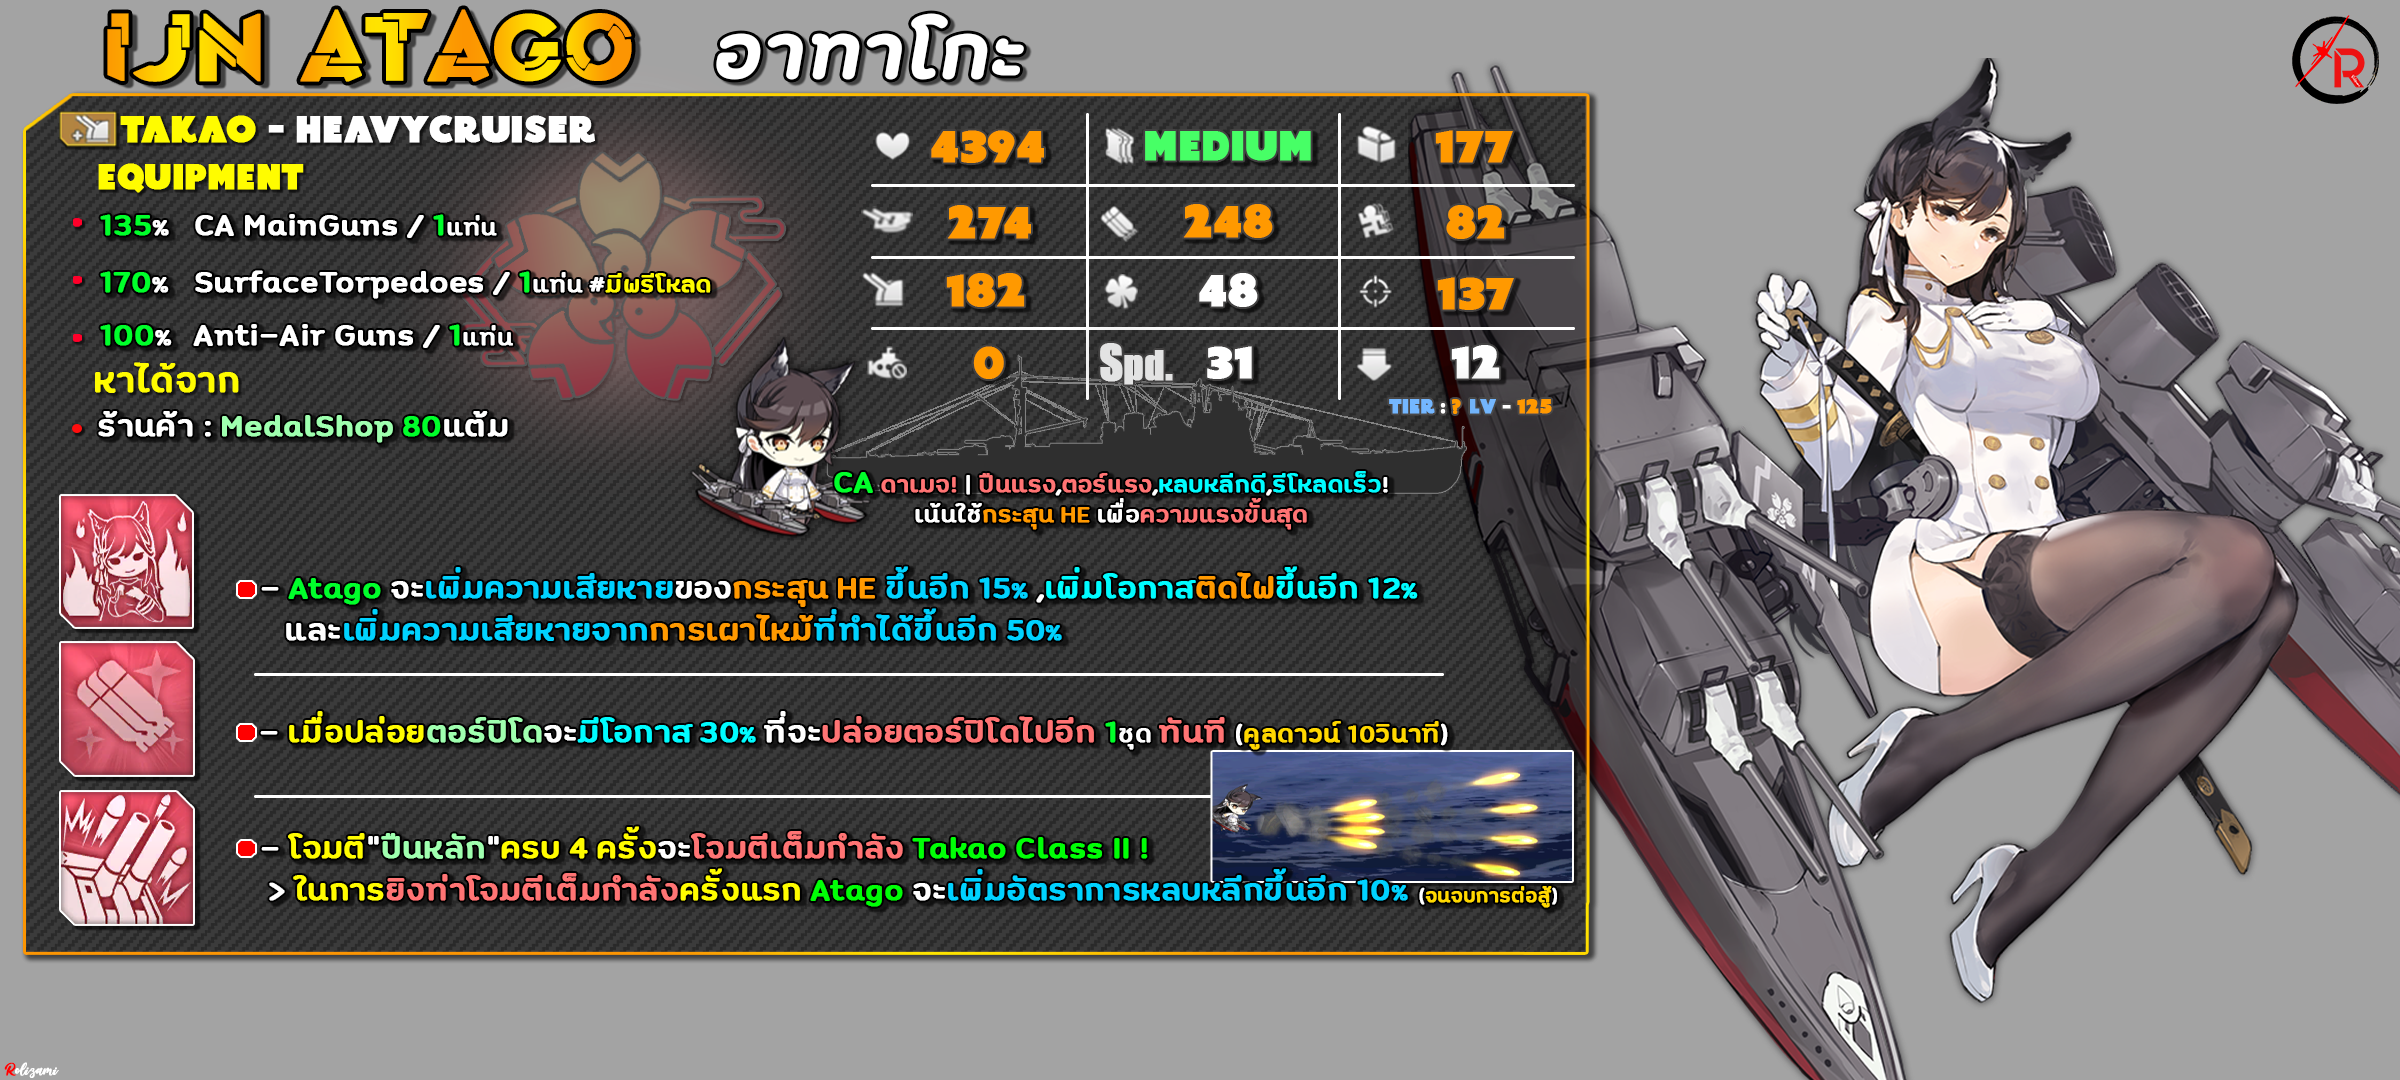 IJN ATAGO อาทาโกะ
R
TAKAO - HEAVYCRUISER
EQUIPMENT
135% CA MainGuns / 1แท่น
170% SurfaceTorpedoes / 1แท่น #มีพรีโหลด
100% Anti-Air Guns / 1แท่น
หาได้จาก
ร้านค้า : MedalShop 80แต้ม
4394 MEDIUM 177
274 248 82
182 48 137
0 Spd. 31 12
TIER : ? LV - 125
CA ดาเมจ! | ปืนแรง,ตอร์แรง,หลบหลีกดี,รีโหลดเร็ว!
เน้นใช้กระสุน HE เพื่อความแรงขั้นสุด
- Atago จะเพิ่มความเสียหายของกระสุน HE ขึ้นอีก 15% ,เพิ่มโอกาสติดไฟขึ้นอีก 12%
และเพิ่มความเสียหายจากการเผาไหม้ที่ทำได้ขึ้นอีก 50%
- เมื่อปล่อยตอร์ปิโดจะมีโอกาส 30% ที่จะปล่อยตอร์ปิโดไปอีก 1ชุด ทันที (คูลดาวน์ 10วินาที)
- โจมตี"ปืนหลัก"ครบ 4 ครั้งจะโจมตีเต็มกำลัง Takao Class II !
> ในการยิงท่าโจมตีเต็มกำลังครั้งแรก Atago จะเพิ่มอัตราการหลบหลีกขึ้นอีก 10% (จนจบการต่อสู้)
Rolizami